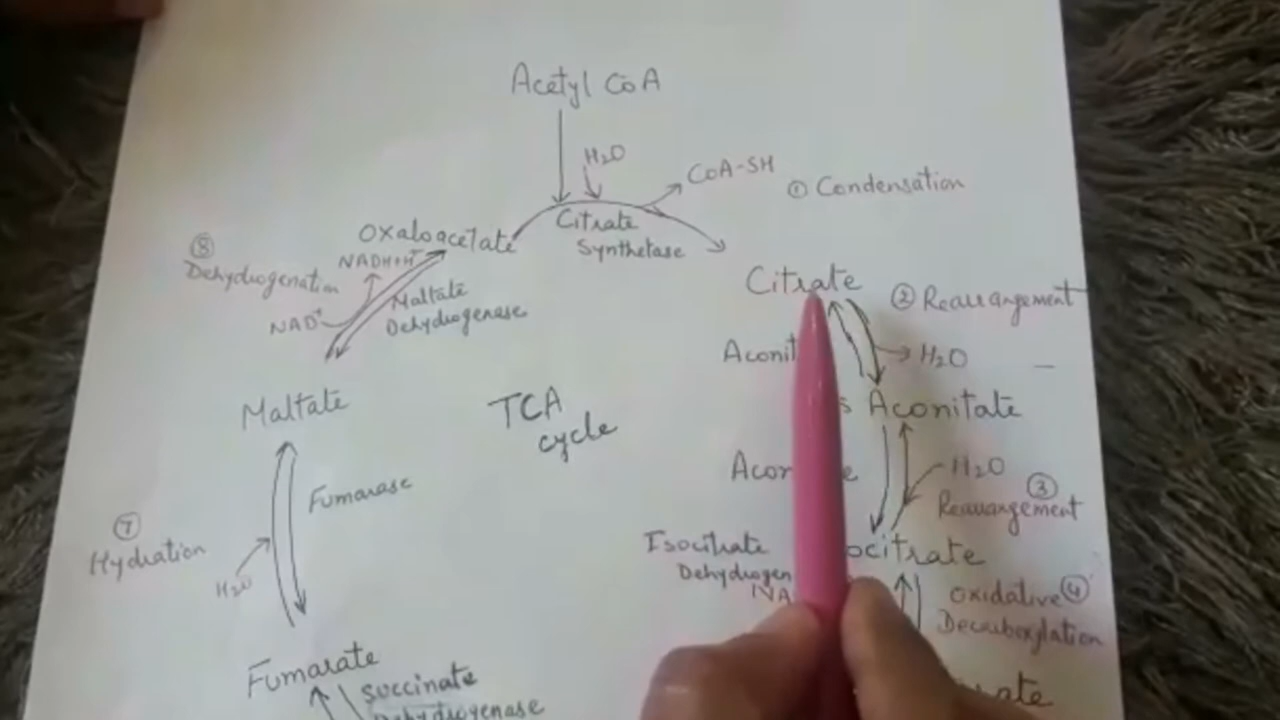 Acetyl CoA
H2O
CoA-SH
① Condensation
Oxaloacetate
Citrate
Synthetase
⑧
Dehydrogenation
NADH+H+
NAD+
Maltate
Dehydrogenase
Citrate
② Rearrangement
H2O
Aconitate
Maltate
TCA
cycle
H2O
③
Rearrangement
Fumarase
⑦
Hydration
H2O
Isocitrate
Oxidative ④
Decarboxylation
Fumarate
Succinate
Dehydrogenase